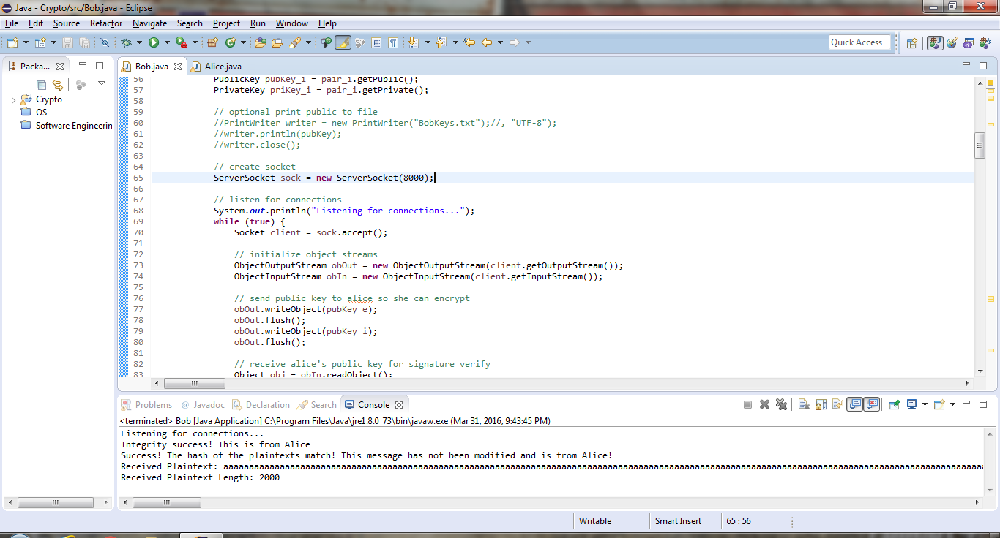 Java - Crypto/src/Bob.java - Eclipse
File Edit Source Refactor Navigate Search Project Run Window Help
Quick Access
Packa...
Crypto
OS
Software Engineerin
Bob.java Alice.java
56 PublicKey pubKey_i = pair_i.getPublic();
57 PrivateKey priKey_i = pair_i.getPrivate();
58
59 // optional print public to file
60 //PrintWriter writer = new PrintWriter("BobKeys.txt");//, "UTF-8");
61 //writer.println(pubKey);
62 //writer.close();
63
64 // create socket
65 ServerSocket sock = new ServerSocket(8000);
66
67 // listen for connections
68 System.out.println("Listening for connections...");
69 while (true) {
70 Socket client = sock.accept();
71
72 // initialize object streams
73 ObjectOutputStream obOut = new ObjectOutputStream(client.getOutputStream());
74 ObjectInputStream obIn = new ObjectInputStream(client.getInputStream());
75
76 // send public key to alice so she can encrypt
77 obOut.writeObject(pubKey_e);
78 obOut.flush();
79 obOut.writeObject(pubKey_i);
80 obOut.flush();
81
82 // receive alice's public key for signature verify
83 Object obj = obIn.readObject();
Problems Javadoc Declaration Search Console
<terminated> Bob [Java Application] C:\Program Files\Java\jre1.8.0_73\bin\javaw.exe (Mar 31, 2016, 9:43:45 PM)
Listening for connections...
Integrity success! This is from Alice
Success! The hash of the plaintexts match! This message has not been modified and is from Alice!
Received Plaintext: aaaaaaaaaaaaaaaaaaaaaaaaaaaaaaaaaaaaaaaaaaaaaaaaaaaaaaaaaaaaaaaaaaaaaaaaaaaaaaaaaaaaaaaaaaaaaaaaaaaaaaaaaaaaaaaaaaaaaaaaaaaaaaaaaaaaaaaaaaaaaaaaaaaa
Received Plaintext Length: 2000
Writable Smart Insert 65 : 56